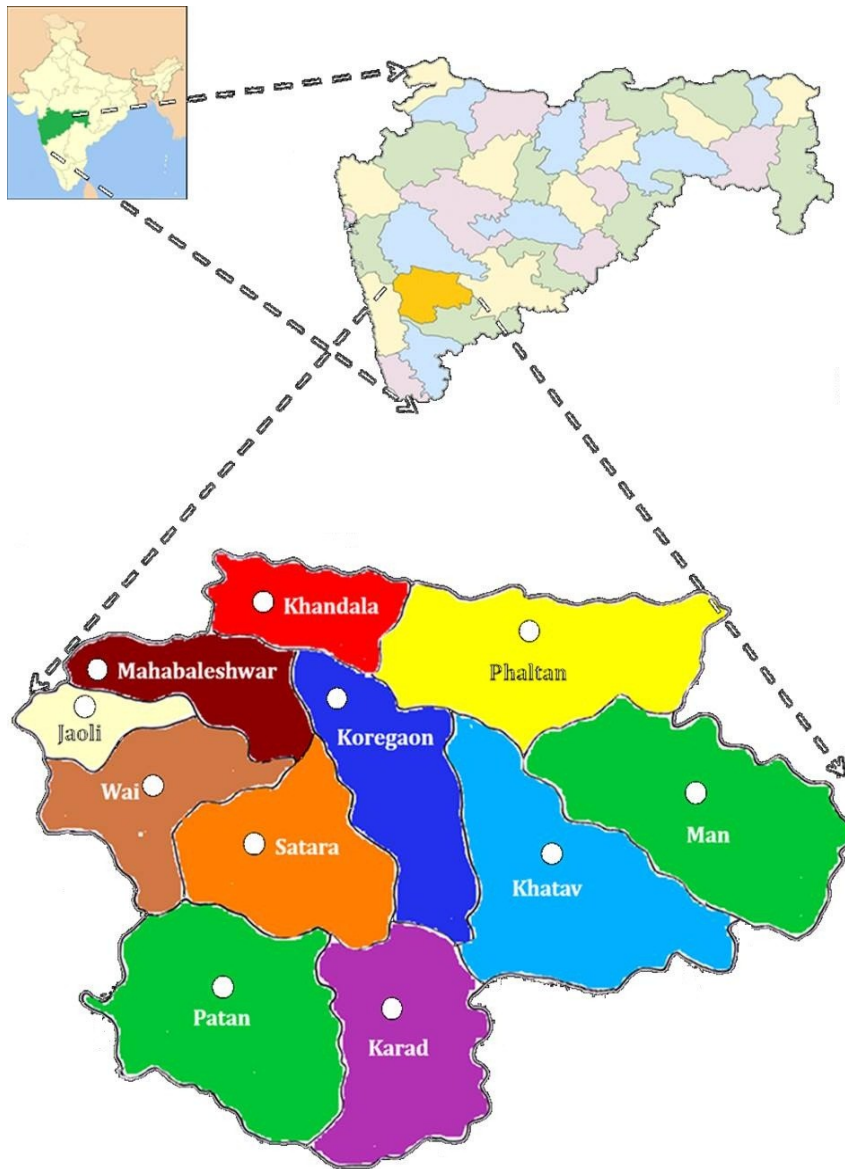 Khandala
Phaltan
Mahabaleshwar
Jaoli
Koregaon
Wai
Man
Satara
Khatav
Patan
Karad